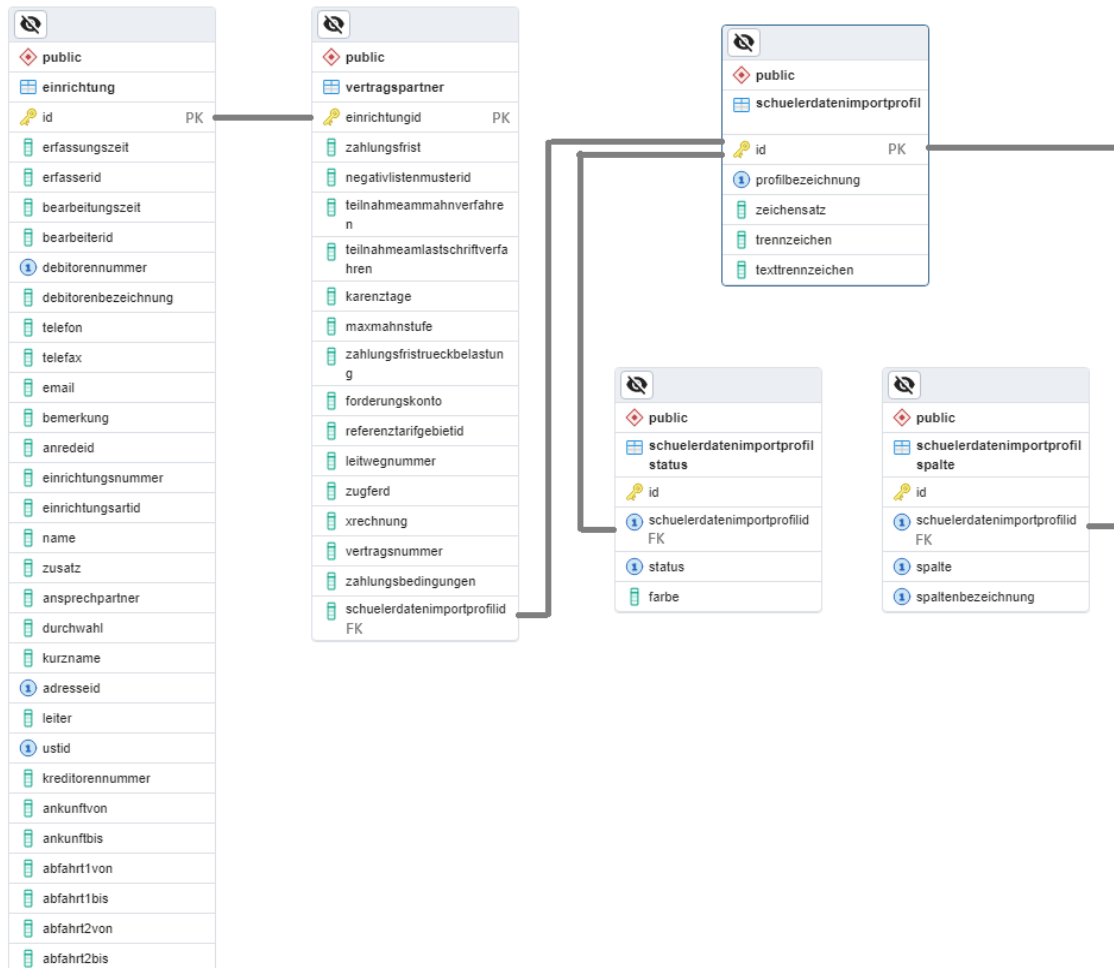 public
einrichtung
id PK
erfassungszeit
erfasserid
bearbeitungszeit
bearbeiterid
debitorennummer
debitorenbezeichnung
telefon
telefax
email
bemerkung
anredeid
einrichtungsnummer
einrichtungsartid
name
zusatz
ansprechpartner
durchwahl
kurzname
adresseid
leiter
ustid
kreditorennummer
ankunftvon
ankunftbis
abfahrt1von
abfahrt1bis
abfahrt2von
abfahrt2bis
public
vertragspartner
einrichtungid PK
zahlungsfrist
negativlistenmusterid
teilnahmeammahnverfahre
n
teilnahmeamlastschriftverfa
hren
karenztage
maxmahnstufe
zahlungsfristrueckbelastun
g
forderungskonto
referenztarifgebietid
leitwegnummer
zugferd
xrechnung
vertragsnummer
zahlungsbedingungen
schuelerdatenimportprofilid
FK
public
schuelerdatenimportprofil
id PK
profilbezeichnung
zeichensatz
trennzeichen
texttrennzeichen
public
schuelerdatenimportprofil
status
id
schuelerdatenimportprofilid
FK
status
farbe
public
schuelerdatenimportprofil
spalte
id
schuelerdatenimportprofilid
FK
spalte
spaltenbezeichnung